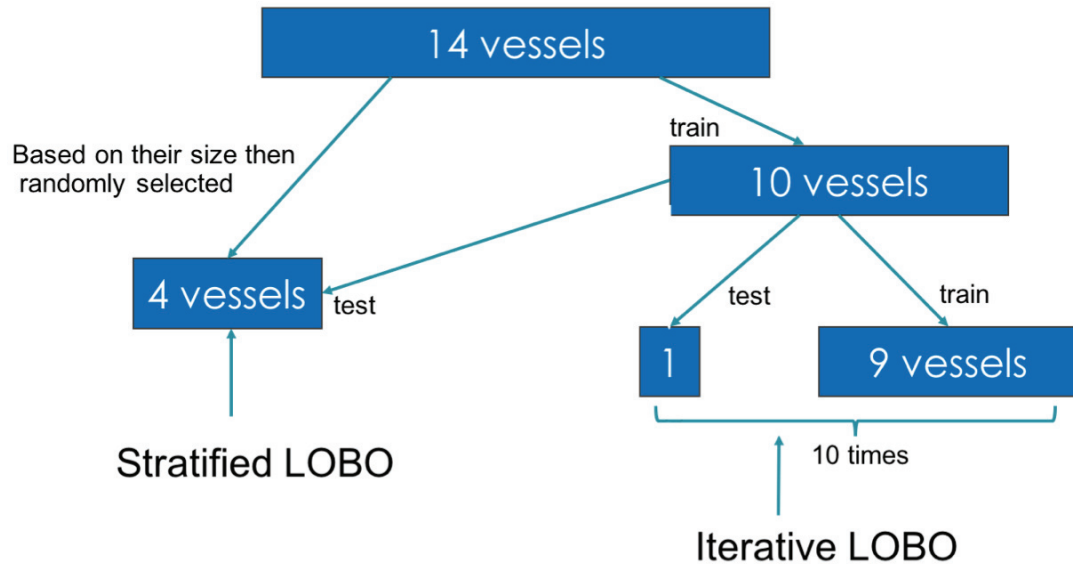 14 vessels
train
Based on their size then
randomly selected
10 vessels
4 vessels
test
test
train
1
9 vessels
10 times
Stratified LOBO
Iterative LOBO